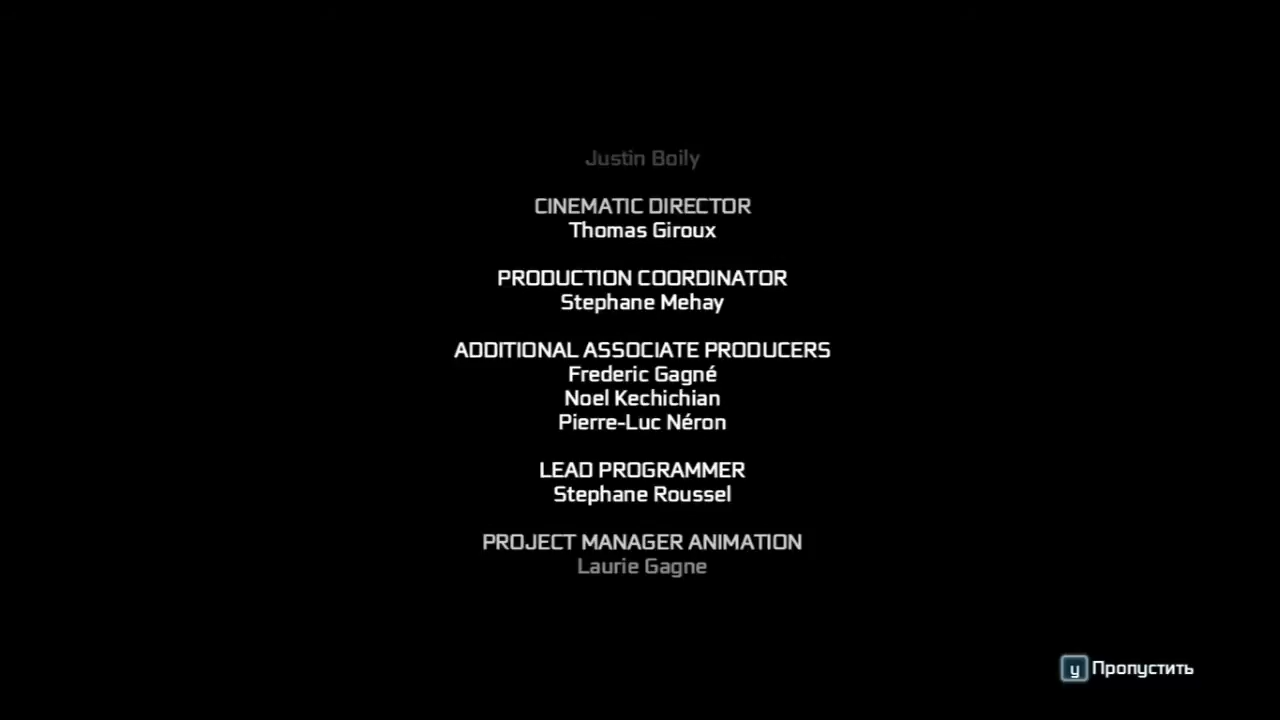 Justin Boily
CINEMATIC DIRECTOR
Thomas Giroux
PRODUCTION COORDINATOR
Stephane Mehay
ADDITIONAL ASSOCIATE PRODUCERS
Frederic Gagné
Noel Kechichian
Pierre-Luc Néron
LEAD PROGRAMMER
Stephane Roussel
PROJECT MANAGER ANIMATION
Laurie Gagne
у Пропустить